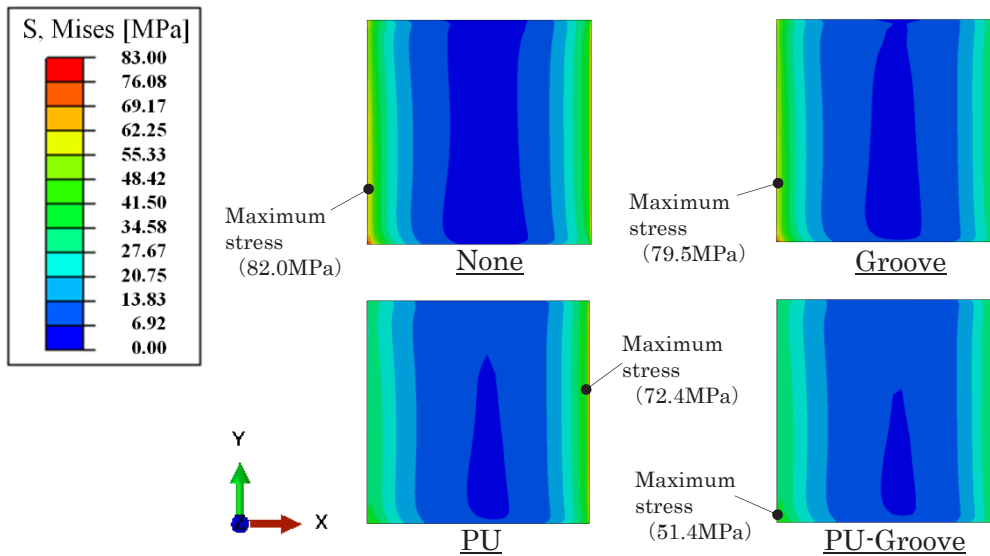 S, Mises [MPa]
83.00
76.08
69.17
62.25
55.33
48.42
41.50
34.58
27.67
20.75
13.83
6.92
0.00
Maximum
stress
（82.0MPa）
None
Maximum
stress
（79.5MPa）
Groove
Maximum
stress
（72.4MPa）
PU
Maximum
stress
（51.4MPa）
PU-Groove
Y
Z
X